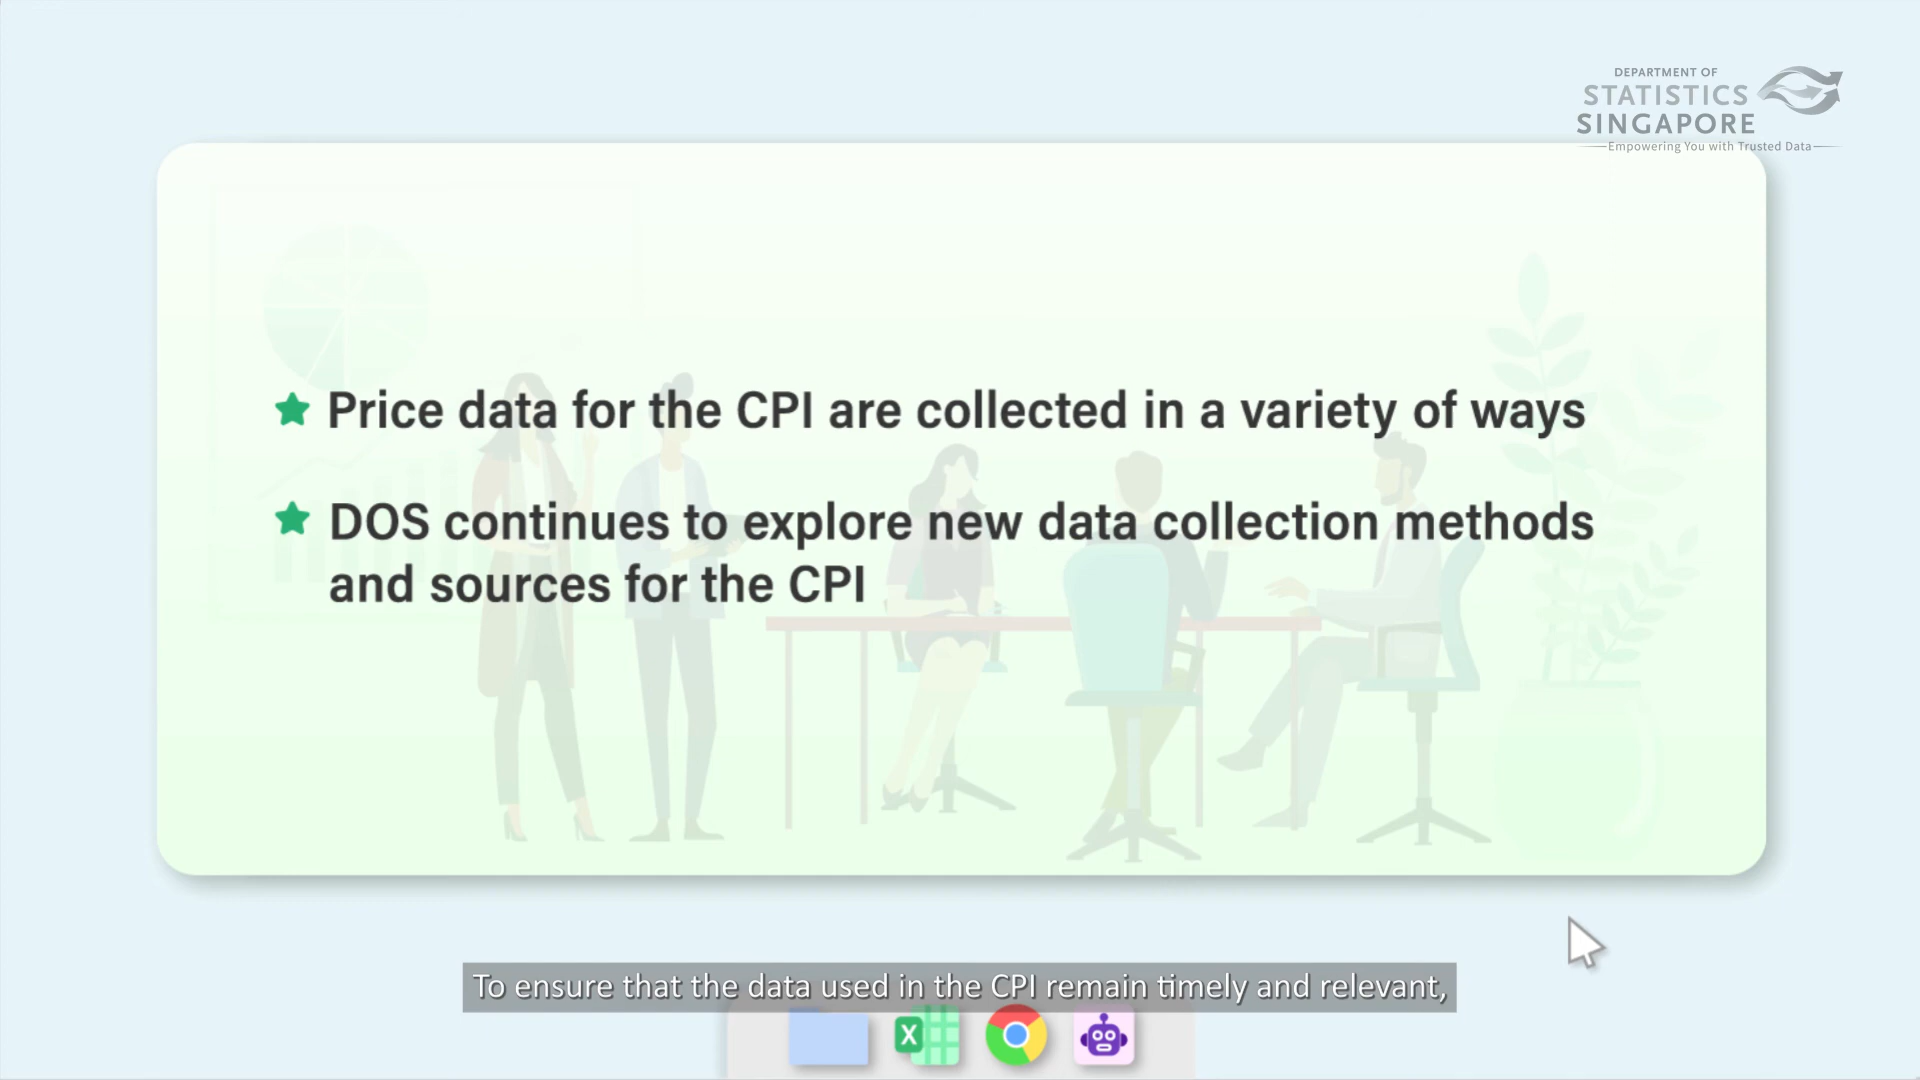 DEPARTMENT OF
STATISTICS
SINGAPORE
Empowering You with Trusted Data
Price data for the CPI are collected in a variety of ways
DOS continues to explore new data collection methods
and sources for the CPI
To ensure that the data used in the CPI remain timely and relevant,
X